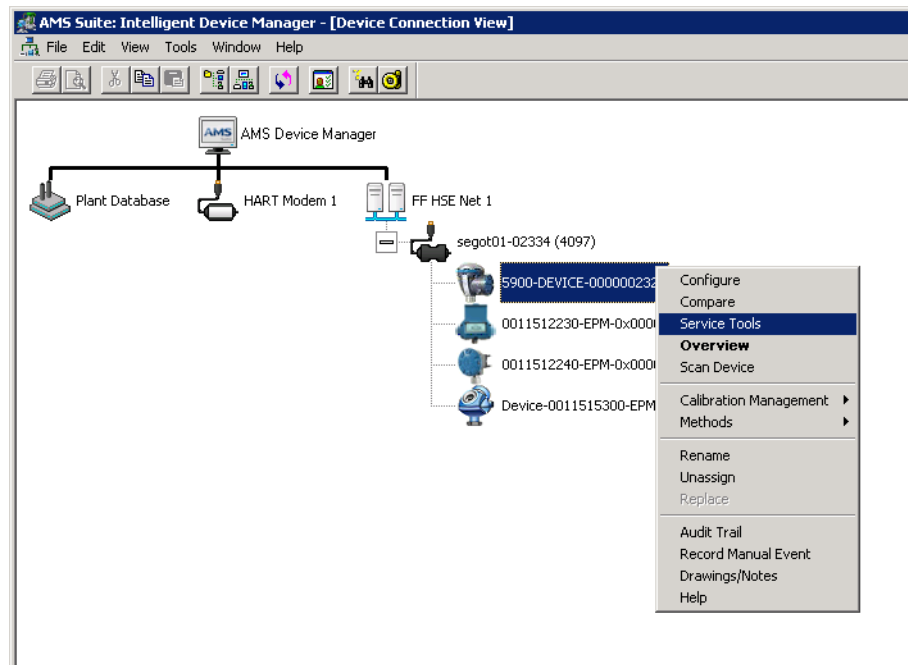 AMS Suite: Intelligent Device Manager - [Device Connection View]
File Edit View Tools Window Help
AMS AMS Device Manager
Plant Database HART Modem 1 FF HSE Net 1
segot01-02334 (4097)
5900-DEVICE-000000232
0011512230-EPM-0x000
0011512240-EPM-0x000
Device-0011515300-EPM
Configure
Compare
Service Tools
Overview
Scan Device
Calibration Management
Methods
Rename
Unassign
Replace
Audit Trail
Record Manual Event
Drawings/Notes
Help